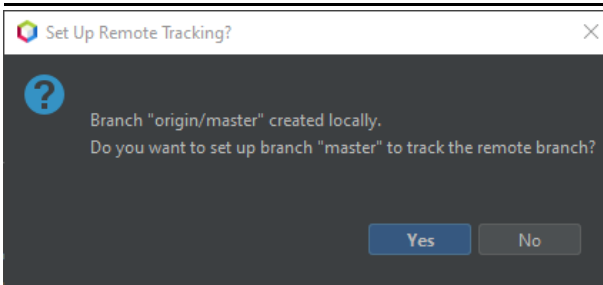 Set Up Remote Tracking?
Branch "origin/master" created locally.
Do you want to set up branch "master" to track the remote branch?
Yes No